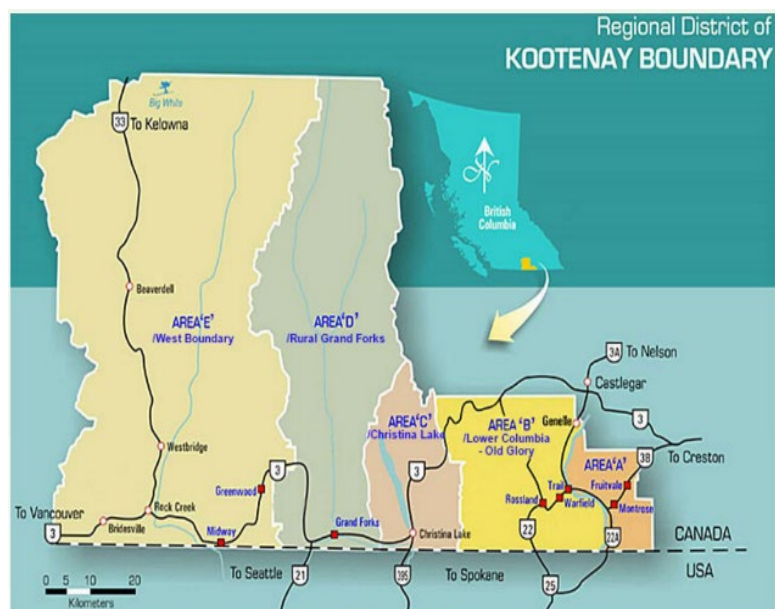 Regional District of
KOOTENAY BOUNDARY
Big White
33
To Kelowna
British
Columbia
Beaverdell
AREA'E'
/West Boundary
AREA'D'
/Rural Grand Forks
3A
To Nelson
Castlegar
AREA'C'
/Christina Lake
AREA 'B'
/Lower Columbia
- Old Glory
Genelle
3
To Creston
3B
AREA'A'
Westbridge
3
3
Greenwood
Trail
Fruitvale
Rossland
Warfield
Montrose
To Vancouver
3
Bridesville
Rock Creek
Midway
Grand Forks
Christina Lake
22
22A
CANADA
USA
0 5 10 20
Kilometers
To Seattle
21
395
To Spokane
25